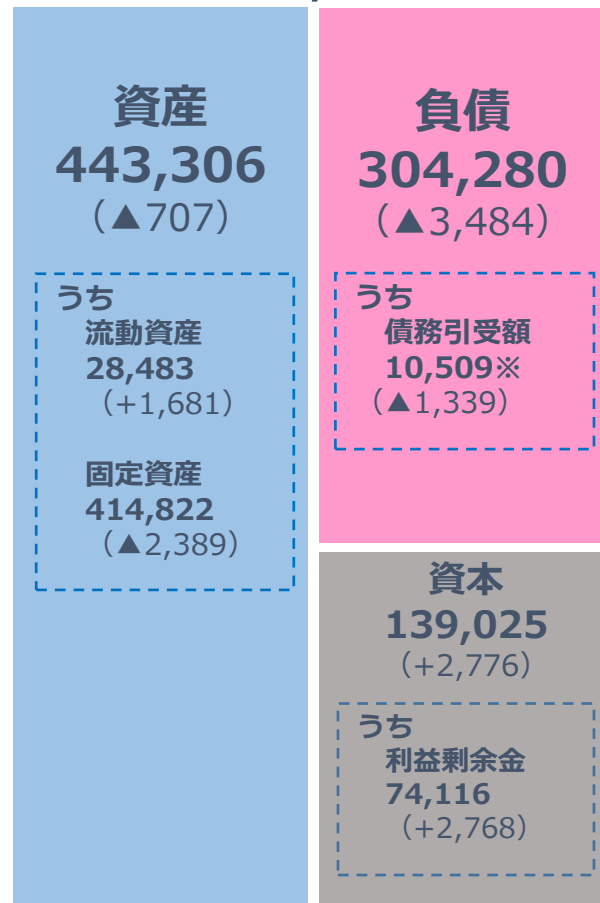 資産
443,306
（▲707）
うち
流動資産
28,483
（+1,681）
固定資産
414,822
（▲2,389）
負債
304,280
（▲3,484）
うち
債務引受額
10,509※
（▲1,339）
資本
139,025
（+2,776）
うち
利益剰余金
74,116
（+2,768）